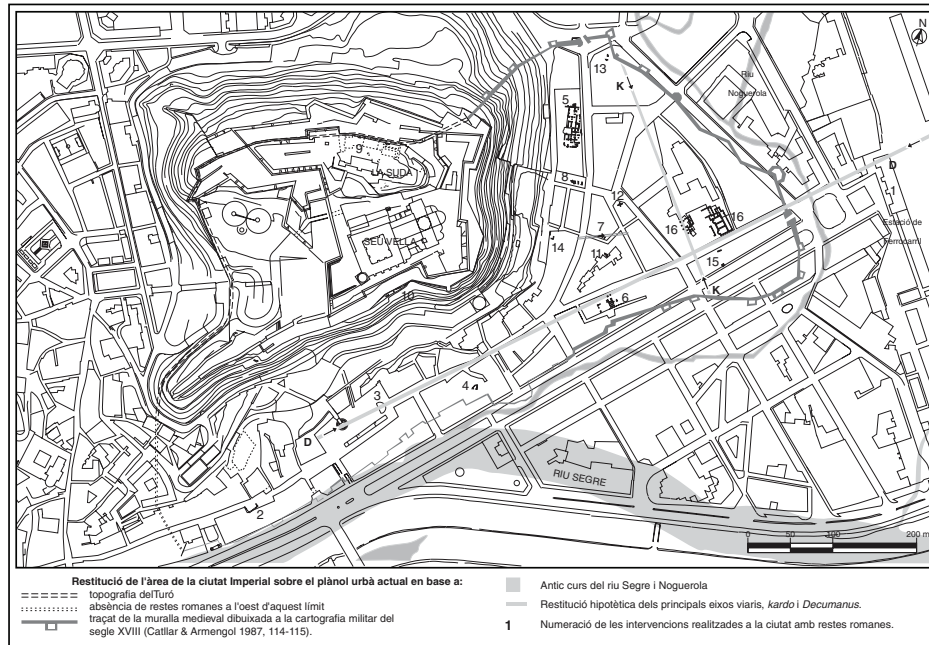 N
13
K
Riu
Noguerola
5
9
LA SUDA
D
1
8
12
Estació de
Ferrocarril
16
16
7
14
SEU VELLA
11
15
10
K
6
4
3
D
RIU SEGRE
2
0 50 100 200 m
Restitució de l'àrea de la ciutat Imperial sobre el plànol urbà actual en base a:
topografia delTuró
absència de restes romanes a l'oest d'aquest límit
traçat de la muralla medieval dibuixada a la cartografia militar del
segle XVIII (Catllar & Armengol 1987, 114-115).
Antic curs del riu Segre i Noguerola
Restitució hipotètica dels principals eixos viaris, kardo i Decumanus.
1 Numeració de les intervencions realitzades a la ciutat amb restes romanes.